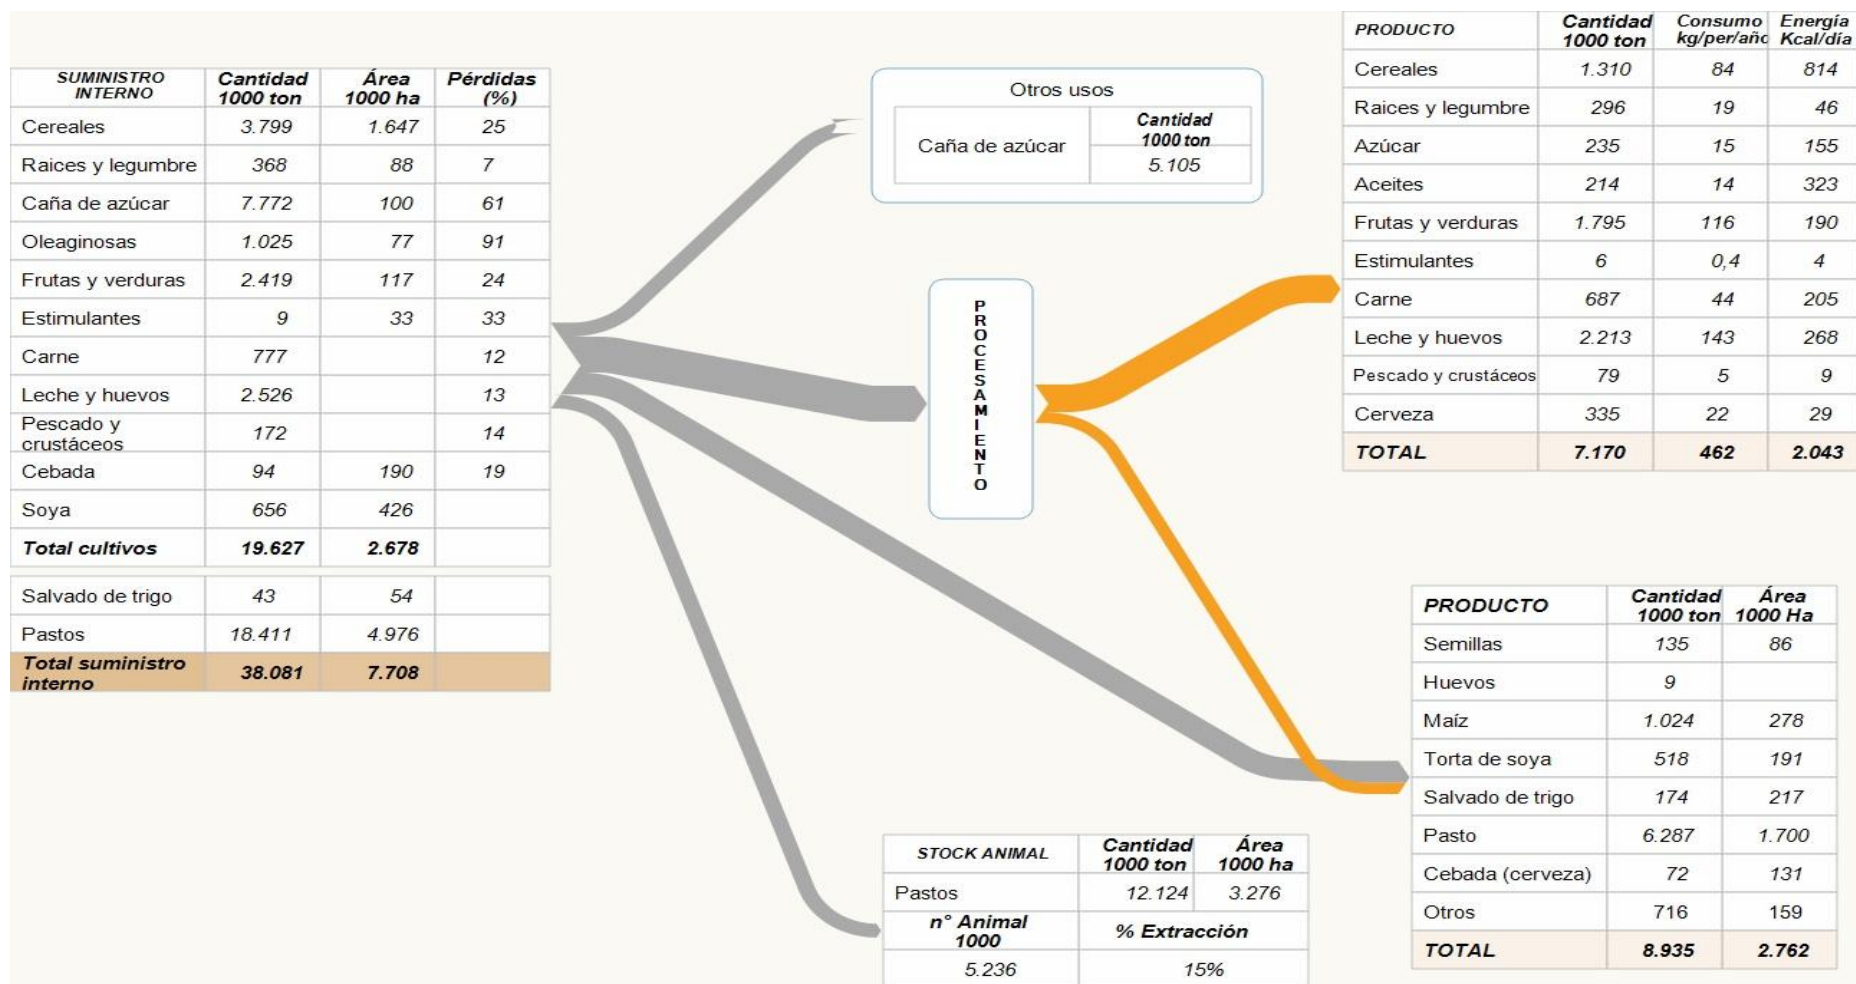 SUMINISTRO INTERNO Cantidad 1000 ton Área 1000 ha Pérdidas (%)
Cereales 3.799 1.647 25
Raices y legumbre 368 88 7
Caña de azúcar 7.772 100 61
Oleaginosas 1.025 77 91
Frutas y verduras 2.419 117 24
Estimulantes 9 33 33
Carne 777 12
Leche y huevos 2.526 13
Pescado y crustáceos 172 14
Cebada 94 190 19
Soya 656 426
Total cultivos 19.627 2.678
Salvado de trigo 43 54
Pastos 18.411 4.976
Total suministro interno 38.081 7.708
Otros usos
Caña de azúcar Cantidad 1000 ton
5.105
PROCESAMIENTO
PRODUCTO Cantidad 1000 ton Consumo kg/per/año Energía Kcal/día
Cereales 1.310 84 814
Raices y legumbre 296 19 46
Azúcar 235 15 155
Aceites 214 14 323
Frutas y verduras 1.795 116 190
Estimulantes 6 0,4 4
Carne 687 44 205
Leche y huevos 2.213 143 268
Pescado y crustáceos 79 5 9
Cerveza 335 22 29
TOTAL 7.170 462 2.043
STOCK ANIMAL Cantidad 1000 ton Área 1000 ha
Pastos 12.124 3.276
n° Animal 1000 % Extracción
5.236 15%
PRODUCTO Cantidad 1000 ton Área 1000 Ha
Semillas 135 86
Huevos 9
Maíz 1.024 278
Torta de soya 518 191
Salvado de trigo 174 217
Pasto 6.287 1.700
Cebada (cerveza) 72 131
Otros 716 159
TOTAL 8.935 2.762